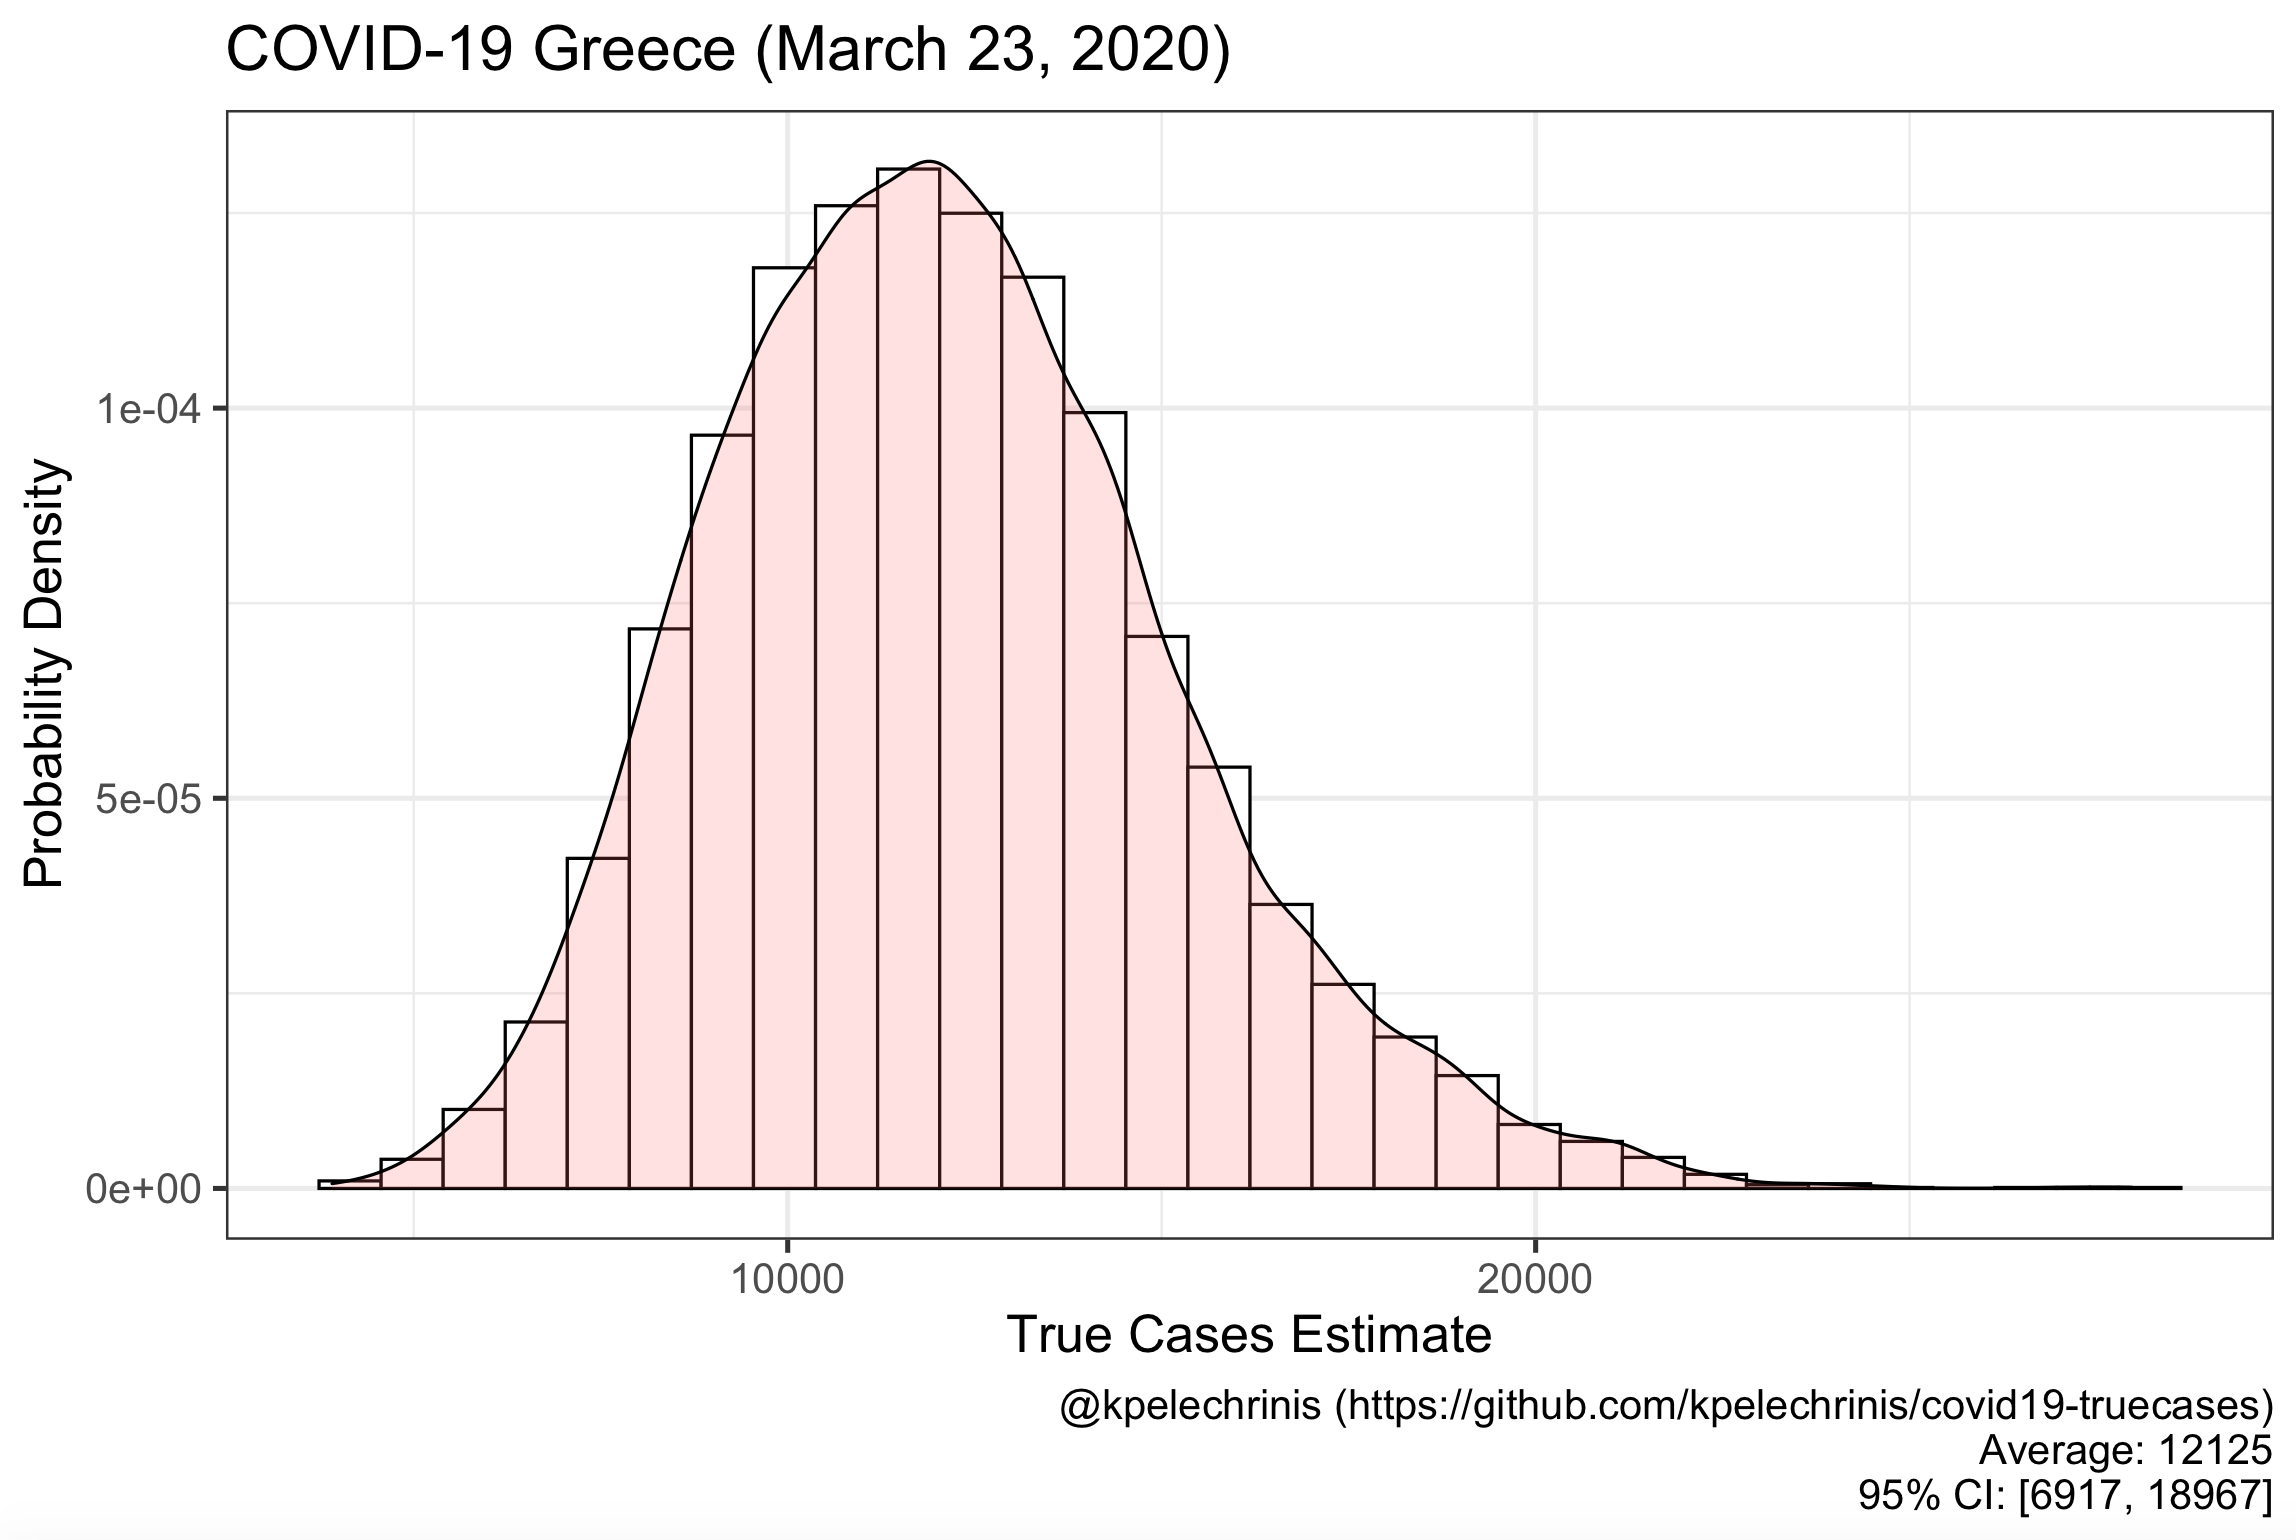 COVID-19 Greece (March 23, 2020)
Probability Density
1e-04
5e-05
0e+00
10000
20000
True Cases Estimate
@kpelechrinis (https://github.com/kpelechrinis/covid19-truecases)
Average: 12125
95% CI: [6917, 18967]